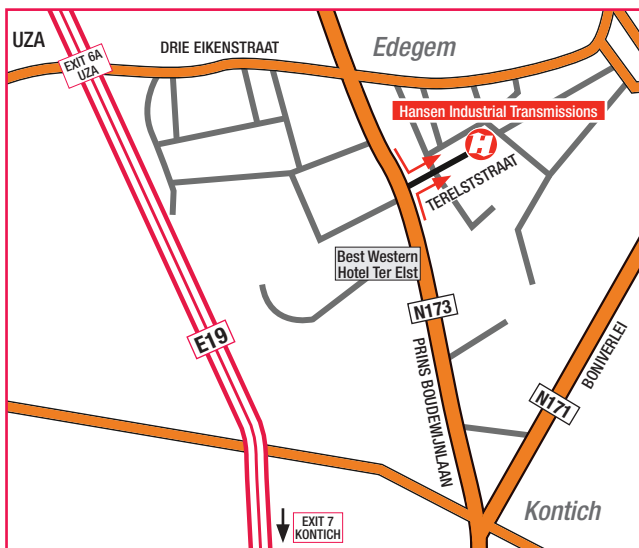 UZA
DRIE EIKENSTRAAT
Edegem
EXIT 6A
UZA
Hansen Industrial Transmissions
H
TERELSTSTRAAT
Best Western
Hotel Ter Elst
N173
E19
PRINS BOUDEWIJNLAAN
BONIVERLEI
N171
Kontich
EXIT 7
KONTICH